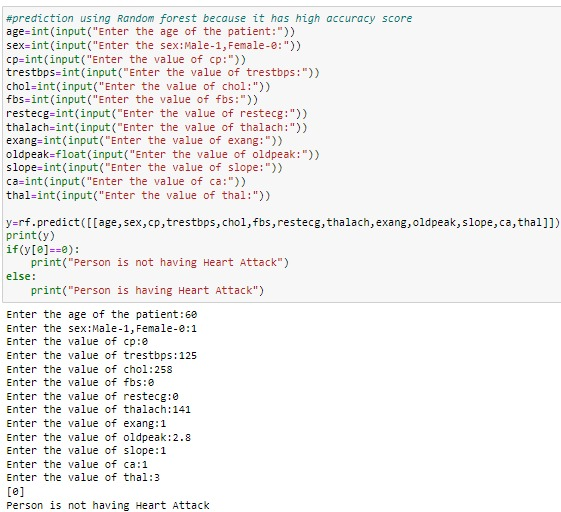 #prediction using Random forest because it has high accuracy score
age=int(input("Enter the age of the patient:"))
sex=int(input("Enter the sex:Male-1,Female-0:"))
cp=int(input("Enter the value of cp:"))
trestbps=int(input("Enter the value of trestbps:"))
chol=int(input("Enter the value of chol:"))
fbs=int(input("Enter the value of fbs:"))
restecg=int(input("Enter the value of restecg:"))
thalach=int(input("Enter the value of thalach:"))
exang=int(input("Enter the value of exang:"))
oldpeak=float(input("Enter the value of oldpeak:"))
slope=int(input("Enter the value of slope:"))
ca=int(input("Enter the value of ca:"))
thal=int(input("Enter the value of thal:"))

y=rf.predict([[age,sex,cp,trestbps,chol,fbs,restecg,thalach,exang,oldpeak,slope,ca,thal]])
print(y)
if(y[0]==0):
    print("Person is not having Heart Attack")
else:
    print("Person is having Heart Attack")
Enter the age of the patient:60
Enter the sex:Male-1,Female-0:1
Enter the value of cp:0
Enter the value of trestbps:125
Enter the value of chol:258
Enter the value of fbs:0
Enter the value of restecg:0
Enter the value of thalach:141
Enter the value of exang:1
Enter the value of oldpeak:2.8
Enter the value of slope:1
Enter the value of ca:1
Enter the value of thal:3
[0]
Person is not having Heart Attack